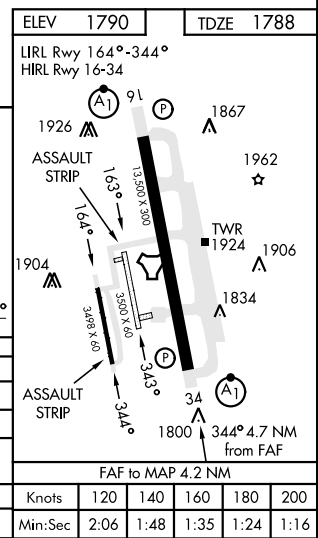 ELEV 1790
TDZE 1788
LIRL Rwy 164°-344°
HIRL Rwy 16-34
A1
16
P
1926
1867
ASSAULT
STRIP
163°
164°
13,500 X 300
1962
TWR
1924
1906
1904
3500 X 60
3498 X 60
1834
343°
344°
P
ASSAULT
STRIP
34
A1
1800
344° 4.7 NM
from FAF
FAF to MAP 4.2 NM
Knots 120 140 160 180 200
Min:Sec 2:06 1:48 1:35 1:24 1:16